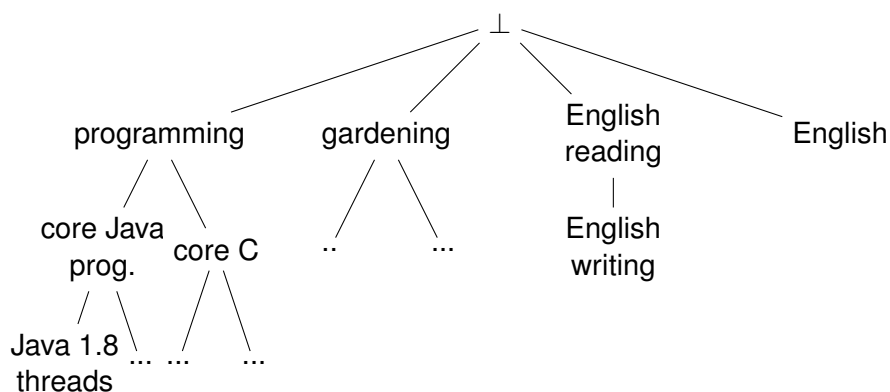 ⊥
programming
gardening
English
reading
English
core Java
prog.
core C
..
...
English
writing
Java 1.8
threads
...
...
...